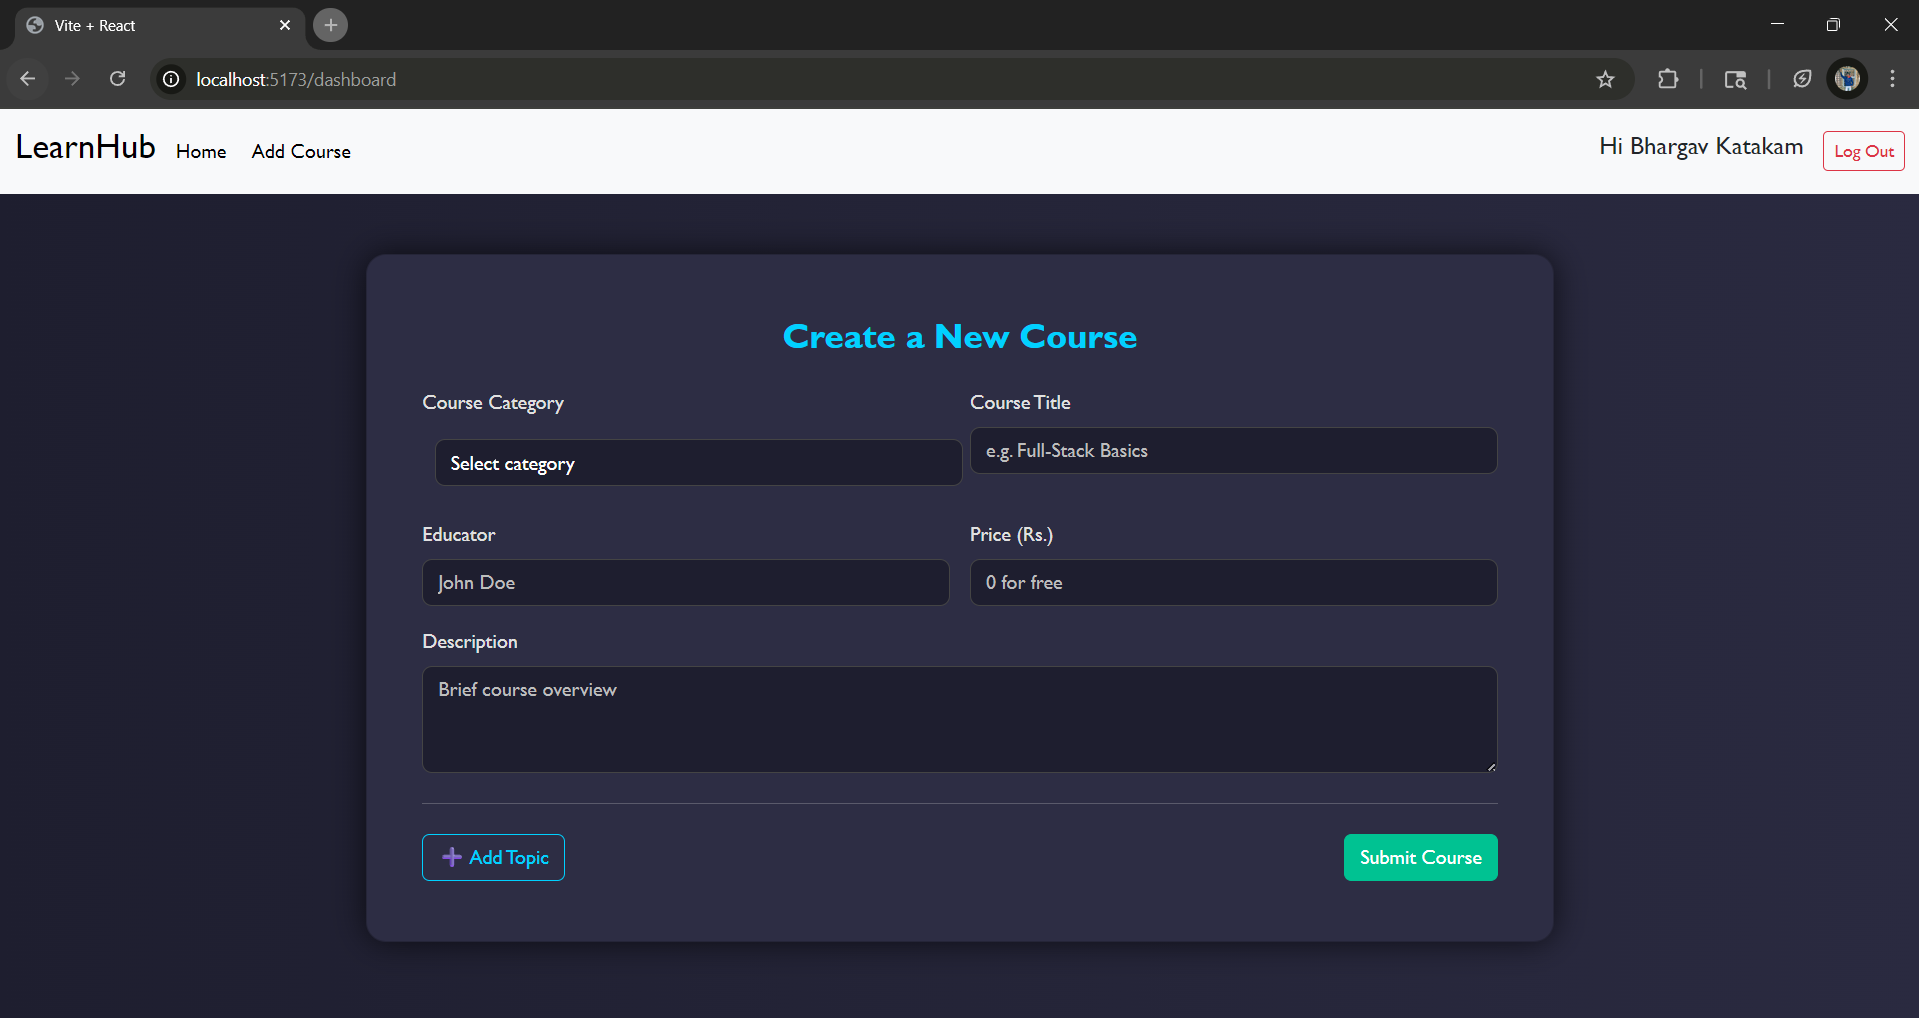 Vite + React
localhost:5173/dashboard
LearnHub Home Add Course Hi Bhargav Katakam Log Out
Create a New Course
Course Category Course Title
Select category e.g. Full-Stack Basics
Educator Price (Rs.)
John Doe 0 for free
Description
Brief course overview
Add Topic Submit Course